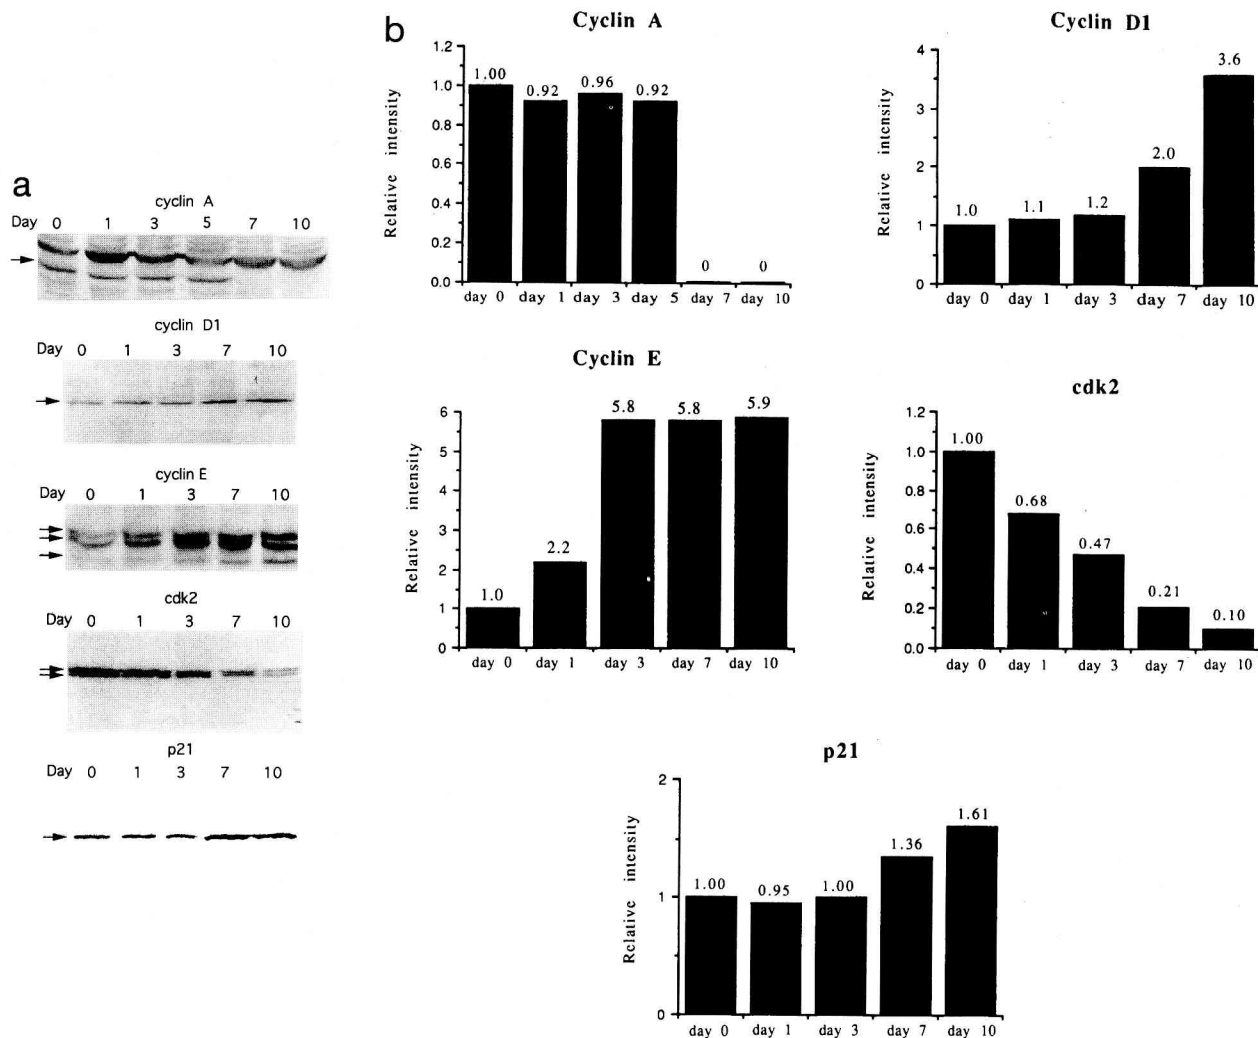 a
cyclin A
Day 0 1 3 5 7 10
cyclin D1
Day 0 1 3 7 10
cyclin E
Day 0 1 3 7 10
cdk2
Day 0 1 3 7 10
p21
Day 0 1 3 7 10
b
Cyclin A
Relative intensity
1.2
1.0
0.8
0.6
0.4
0.2
0.0
1.00 0.92 0.96 0.92 0 0
day 0 day 1 day 3 day 5 day 7 day 10
Cyclin D1
Relative intensity
4
3
2
1
0
1.0 1.1 1.2 2.0 3.6
day 0 day 1 day 3 day 7 day 10
Cyclin E
Relative intensity
6
5
4
3
2
1
0
1.0 2.2 5.8 5.8 5.9
day 0 day 1 day 3 day 7 day 10
cdk2
Relative intensity
1.2
1.0
0.8
0.6
0.4
0.2
0.0
1.00 0.68 0.47 0.21 0.10
day 0 day 1 day 3 day 7 day 10
p21
Relative intensity
2
1
0
1.00 0.95 1.00 1.36 1.61
day 0 day 1 day 3 day 7 day 10